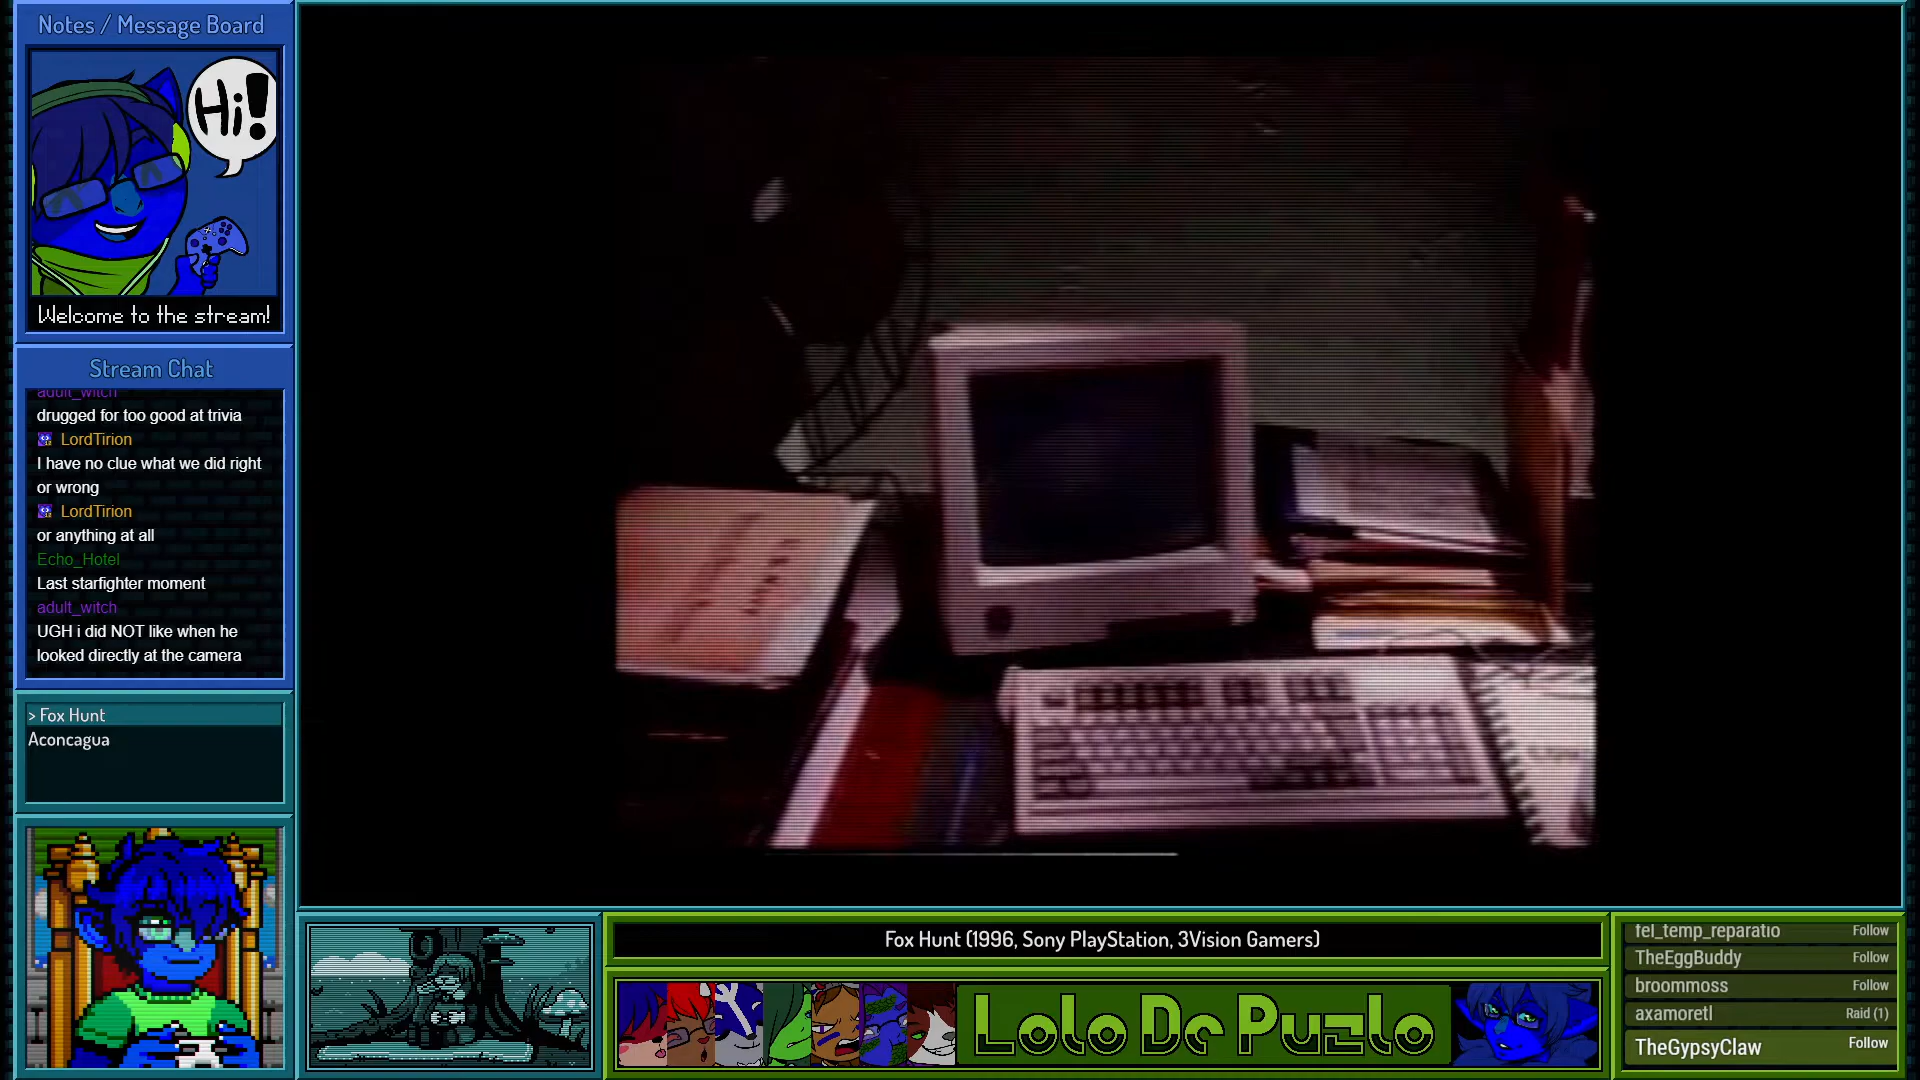 Notes / Message Board
Hi!
Welcome to the stream!
Stream Chat
adult_witch
drugged for too good at trivia
LordTirion
I have no clue what we did right
or wrong
LordTirion
or anything at all
Echo_Hotel
Last starfighter moment
adult_witch
UGH i did NOT like when he
looked directly at the camera
> Fox Hunt
Aconcagua
Fox Hunt (1996, Sony PlayStation, 3Vision Gamers)
Lolo De Puzlo
fel_temp_reparatio Follow
TheEggBuddy Follow
broommoss Follow
axamoretl Raid (1)
TheGypsyClaw Follow